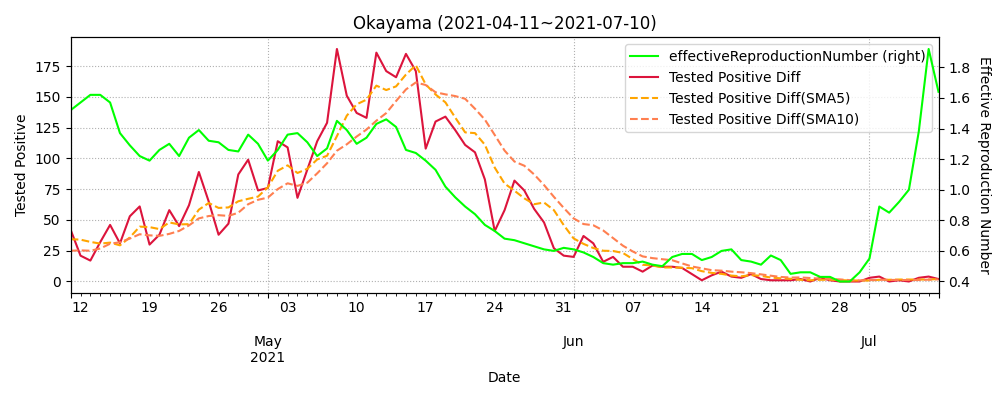 Okayama (2021-04-11~2021-07-10)
effectiveReproductionNumber (right)
Tested Positive Diff
Tested Positive Diff(SMA5)
Tested Positive Diff(SMA10)
Tested Positive
175
150
125
100
75
50
25
0
1.8
1.6
1.4
1.2
1.0
0.8
0.6
0.4
Effective Reproduction Number
12 19 26 03 10 17 24 31 07 14 21 28 05
May Jun Jul
2021
Date